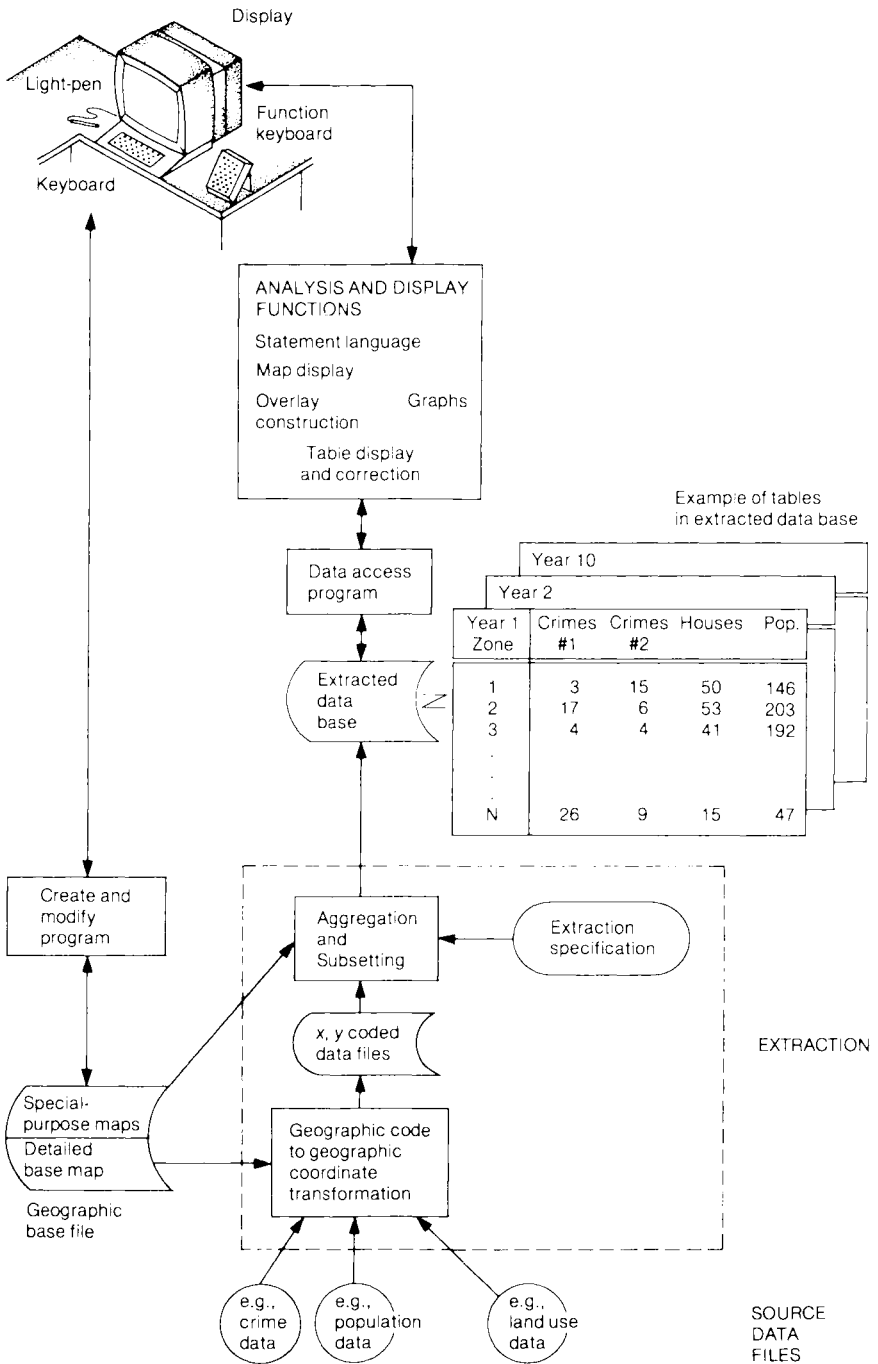 Display
Light-pen
Function
keyboard
Keyboard
ANALYSIS AND DISPLAY
FUNCTIONS
Statement language
Map display
Overlay Graphs
construction
Table display
and correction
Example of tables
in extracted data base
Data access
program
Year 10
Year 2
Year 1 Crimes Crimes Houses Pop.
Zone #1 #2
1 3 15 50 146
2 17 6 53 203
3 4 4 41 192
.
.
.
N 26 9 15 47
Extracted
data
base
Create and
modify
program
Aggregation
and
Subsetting
Extraction
specification
x, y coded
data files
EXTRACTION
Special-
purpose maps
Detailed
base map
Geographic
base file
Geographic code
to geographic
coordinate
transformation
e.g.,
crime
data
e.g.,
population
data
e.g.,
land use
data
SOURCE
DATA
FILES